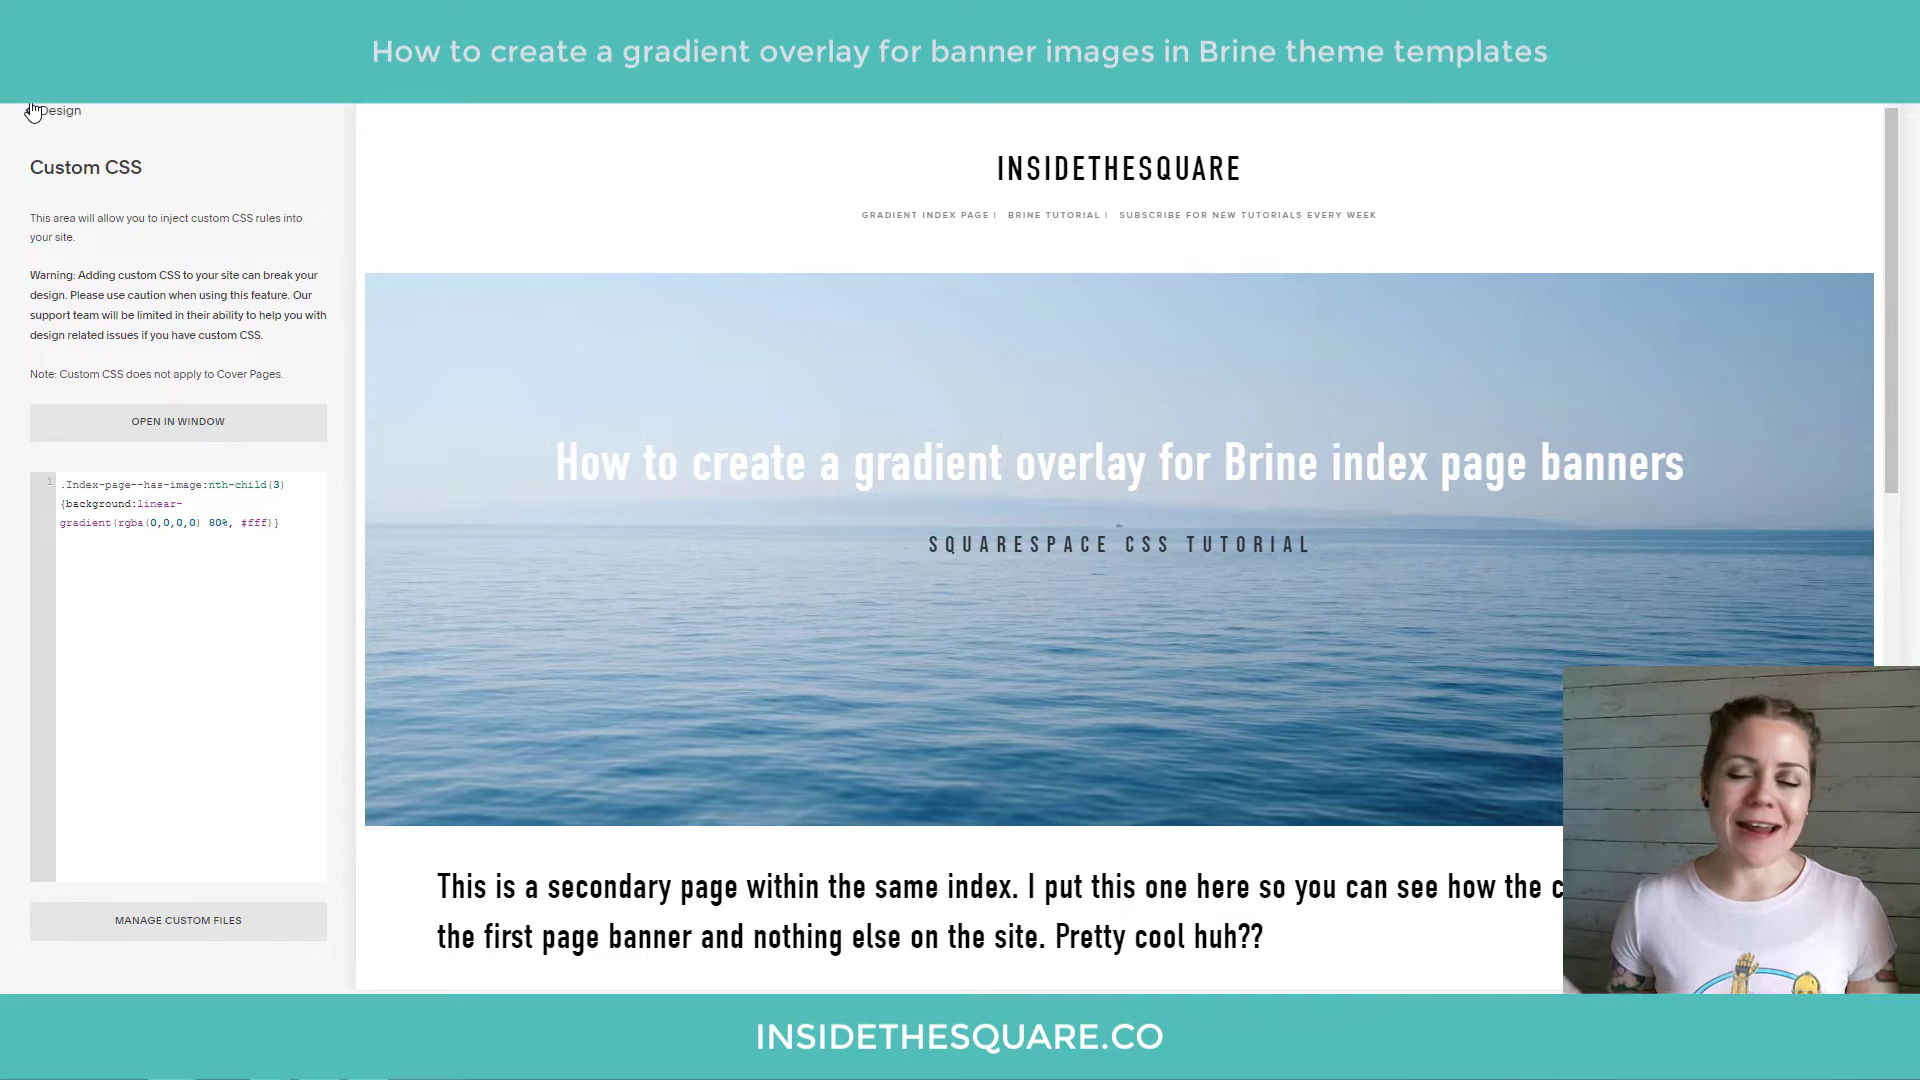 How to create a gradient overlay for banner images in Brine theme templates
Design
Custom CSS
This area will allow you to inject custom CSS rules into
your site.
Warning: Adding custom CSS to your site can break your
design. Please use caution when using this feature. Our
support team will be limited in their ability to help you with
design related issues if you have custom CSS.
Note: Custom CSS does not apply to Cover Pages.
OPEN IN WINDOW
1 .Index-page--has-image:nth-child(3)
{background:linear-
gradient(rgba(0,0,0,0) 80%, #fff)}
MANAGE CUSTOM FILES
INSIDETHESQUARE
GRADIENT INDEX PAGE | BRINE TUTORIAL | SUBSCRIBE FOR NEW TUTORIALS EVERY WEEK
How to create a gradient overlay for Brine index page banners
SQUARESPACE CSS TUTORIAL
This is a secondary page within the same index. I put this one here so you can see how the
the first page banner and nothing else on the site. Pretty cool huh??
INSIDETHESQUARE.CO